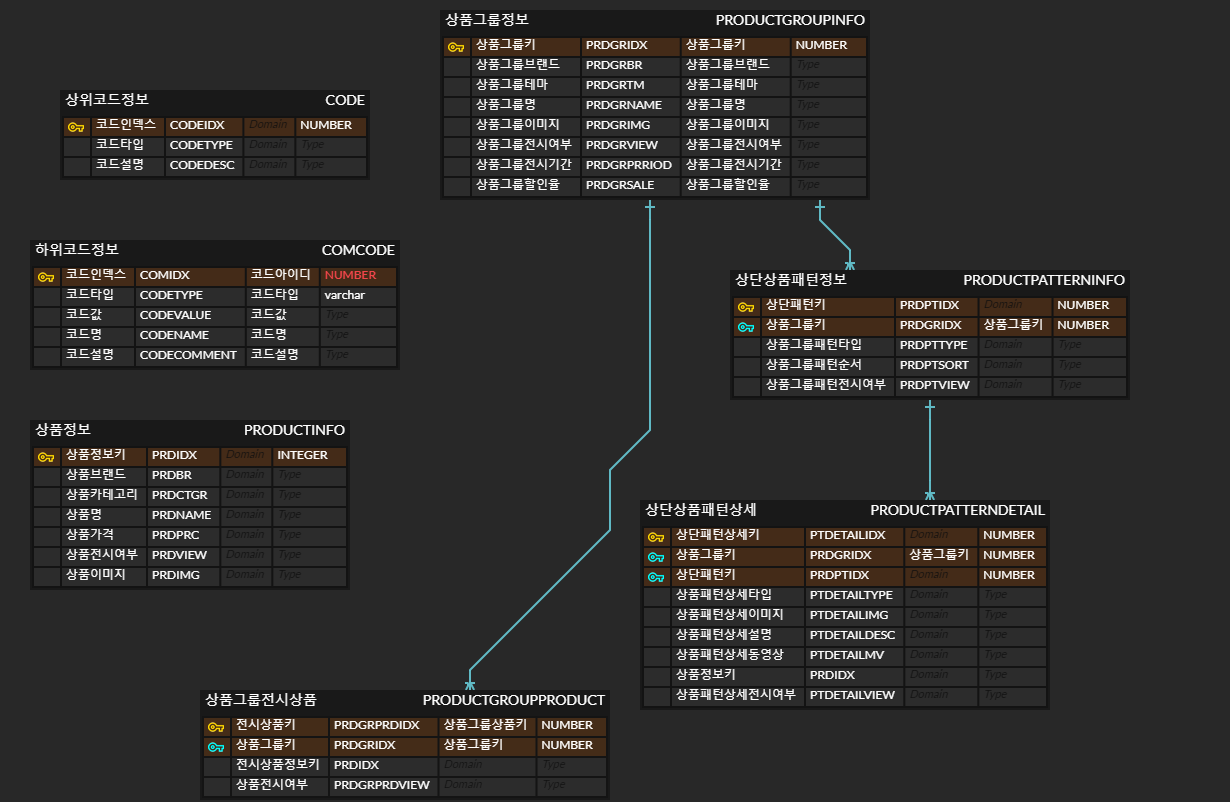 상품그룹정보 PRODUCTGROUPINFO
상품그룹키 PRDGRIDX 상품그룹키 NUMBER
상품그룹브랜드 PRDGRBR 상품그룹브랜드 Type
상품그룹테마 PRDGRTM 상품그룹테마 Type
상품그룹명 PRDGRNAME 상품그룹명 Type
상품그룹이미지 PRDGRIMG 상품그룹이미지 Type
상품그룹전시여부 PRDGRVIEW 상품그룹전시여부 Type
상품그룹전시기간 PRDGRPRRIOD 상품그룹전시기간 Type
상품그룹할인율 PRDGRSALE 상품그룹할인율 Type
상위코드정보 CODE
코드인덱스 CODEIDX Domain NUMBER
코드타입 CODETYPE Domain Type
코드설명 CODEDESC Domain Type
하위코드정보 COMCODE
코드인덱스 COMIDX 코드아이디 NUMBER
코드타입 CODETYPE 코드타입 varchar
코드값 CODEVALUE 코드값 Type
코드명 CODENAME 코드명 Type
코드설명 CODECOMMENT 코드설명 Type
상단상품패턴정보 PRODUCTPATTERNINFO
상단패턴키 PRDPTIDX Domain NUMBER
상품그룹키 PRDGRIDX 상품그룹키 NUMBER
상품그룹패턴타입 PRDPTTYPE Domain Type
상품그룹패턴순서 PRDPTSORT Domain Type
상품그룹패턴전시여부 PRDPTVIEW Domain Type
상품정보 PRODUCTINFO
상품정보키 PRDIDX Domain INTEGER
상품브랜드 PRDBR Domain Type
상품카테고리 PRDCTGR Domain Type
상품명 PRDNAME Domain Type
상품가격 PRDPRC Domain Type
상품전시여부 PRDVIEW Domain Type
상품이미지 PRDIMG Domain Type
상단상품패턴상세 PRODUCTPATTERNDETAIL
상단패턴상세키 PTDETAILIDX Domain NUMBER
상품그룹키 PRDGRIDX 상품그룹키 NUMBER
상단패턴키 PRDPTIDX Domain NUMBER
상품패턴상세타입 PTDETAILTYPE Domain Type
상품패턴상세이미지 PTDETAILIMG Domain Type
상품패턴상세설명 PTDETAILDESC Domain Type
상품패턴상세동영상 PTDETAILMV Domain Type
상품정보키 PRDIDX Domain Type
상품패턴상세전시여부 PTDETAILVIEW Domain Type
상품그룹전시상품 PRODUCTGROUPPRODUCT
전시상품키 PRDGRPRDIDX 상품그룹상품키 NUMBER
상품그룹키 PRDGRIDX 상품그룹키 NUMBER
전시상품정보키 PRDIDX Domain Type
상품전시여부 PRDGRPRDVIEW Domain Type